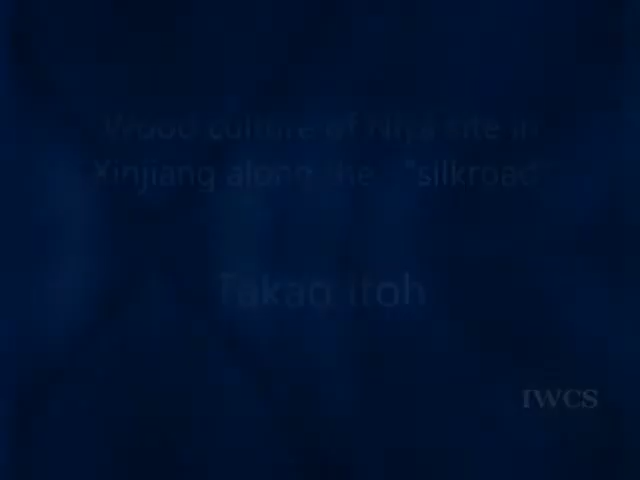 Wood culture of Niya site in
Xinjiang along the "silkroad"
Takao Itoh
IWCS